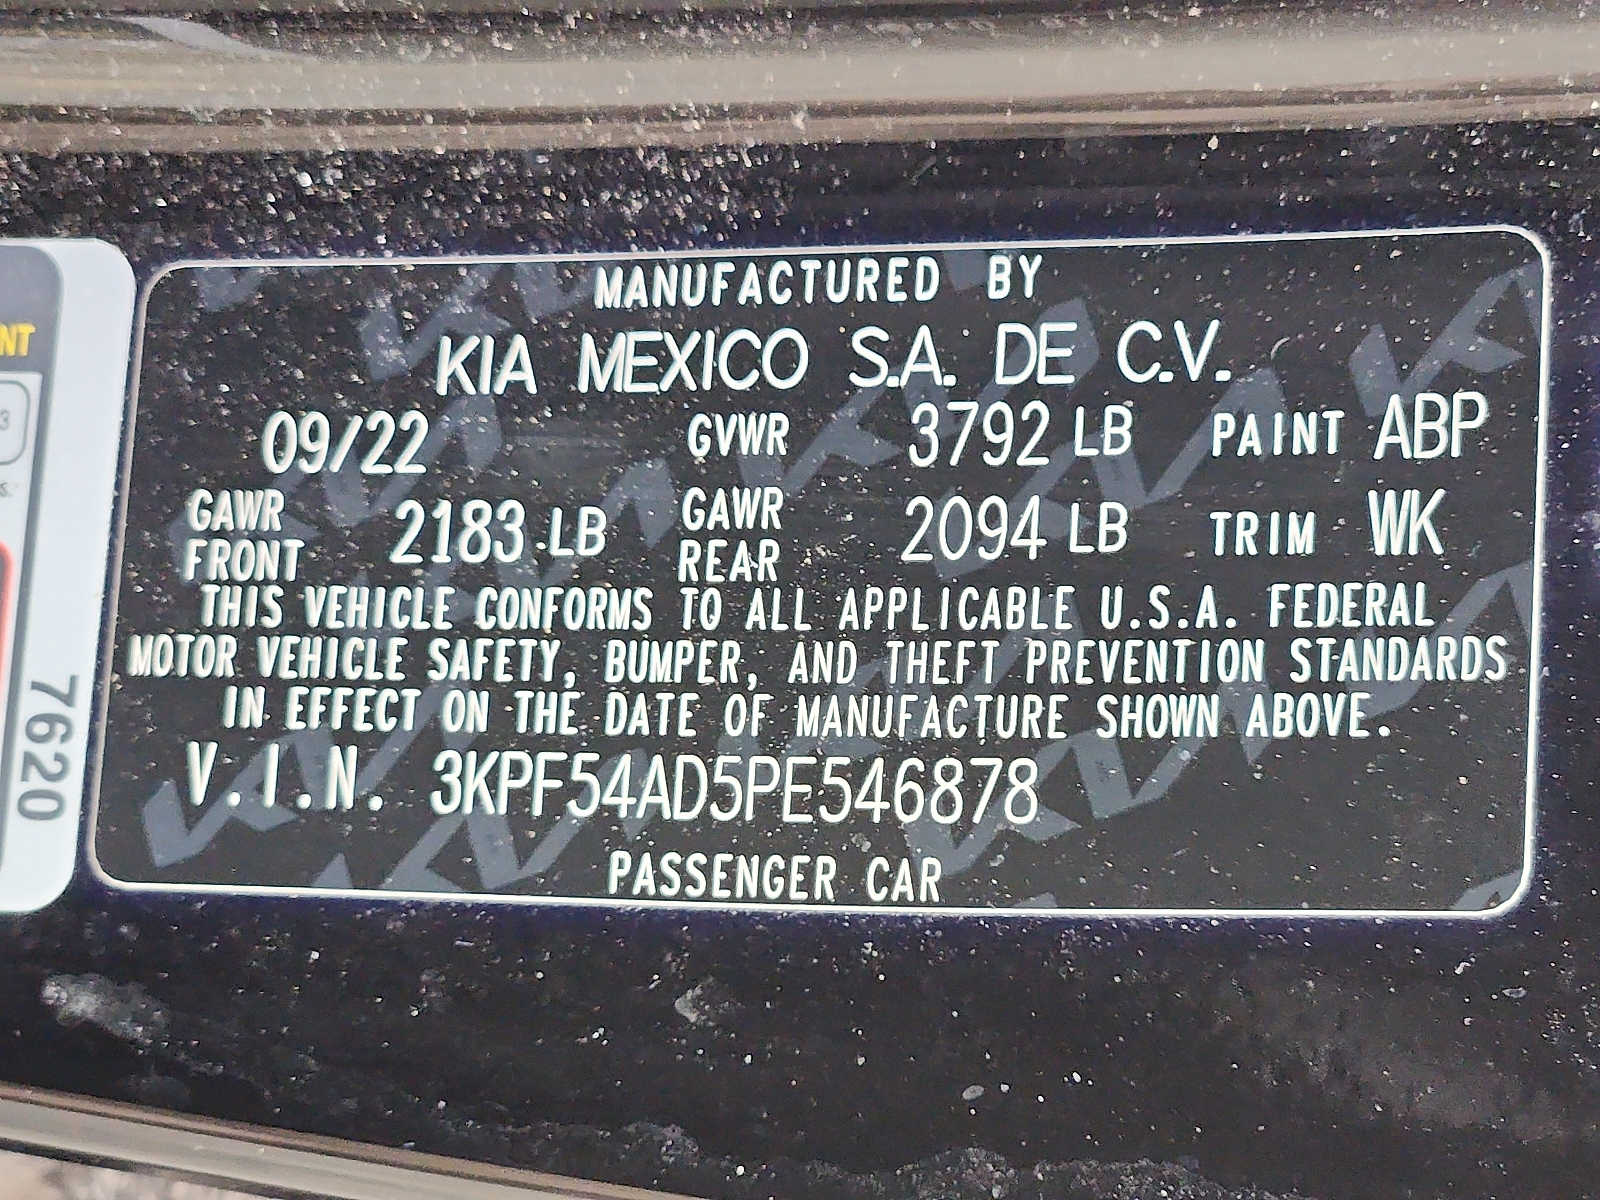 MANUFACTURED BY
KIA MEXICO S.A. DE C.V.
09/22 GVWR 3792 LB PAINT ABP
GAWR FRONT 2183 LB GAWR REAR 2094 LB TRIM WK
THIS VEHICLE CONFORMS TO ALL APPLICABLE U.S.A. FEDERAL
MOTOR VEHICLE SAFETY, BUMPER, AND THEFT PREVENTION STANDARDS
IN EFFECT ON THE DATE OF MANUFACTURE SHOWN ABOVE.
V.I.N. 3KPF54AD5PE546878
PASSENGER CAR
NT
3
s.
7620